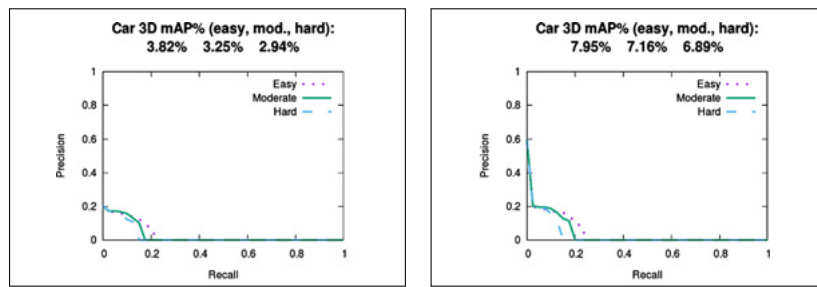 Car 3D mAP% (easy, mod., hard):
3.82% 3.25% 2.94%
1
0.8
0.6
0.4
0.2
0
Precision
Easy
Moderate
Hard
0 0.2 0.4 0.6 0.8 1
Recall
Car 3D mAP% (easy, mod., hard):
7.95% 7.16% 6.89%
1
0.8
0.6
0.4
0.2
0
Precision
Easy
Moderate
Hard
0 0.2 0.4 0.6 0.8 1
Recall